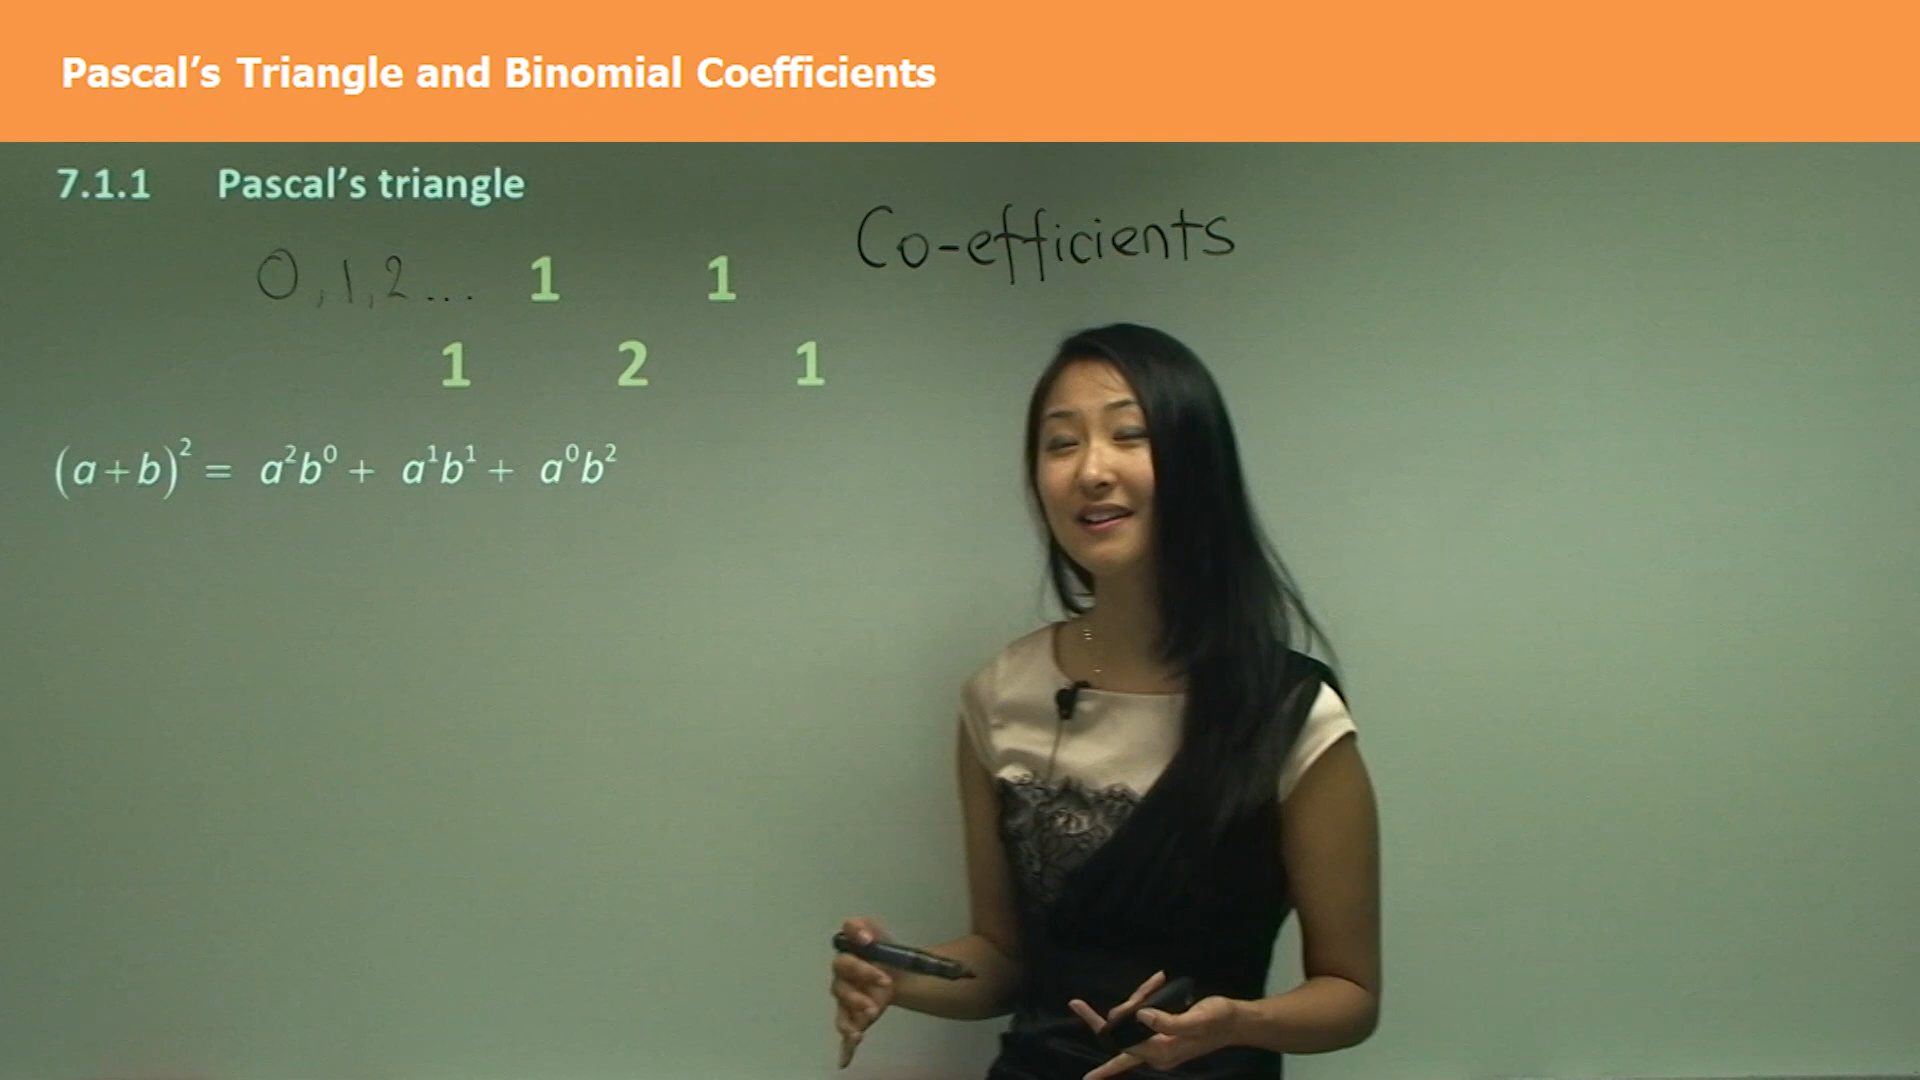 Pascal’s Triangle and Binomial Coefficients
7.1.1 Pascal’s triangle
Co-efficients
0,1,2... 1 1
1 2 1
(a+b)² = a²b⁰ + a¹b¹ + a⁰b²